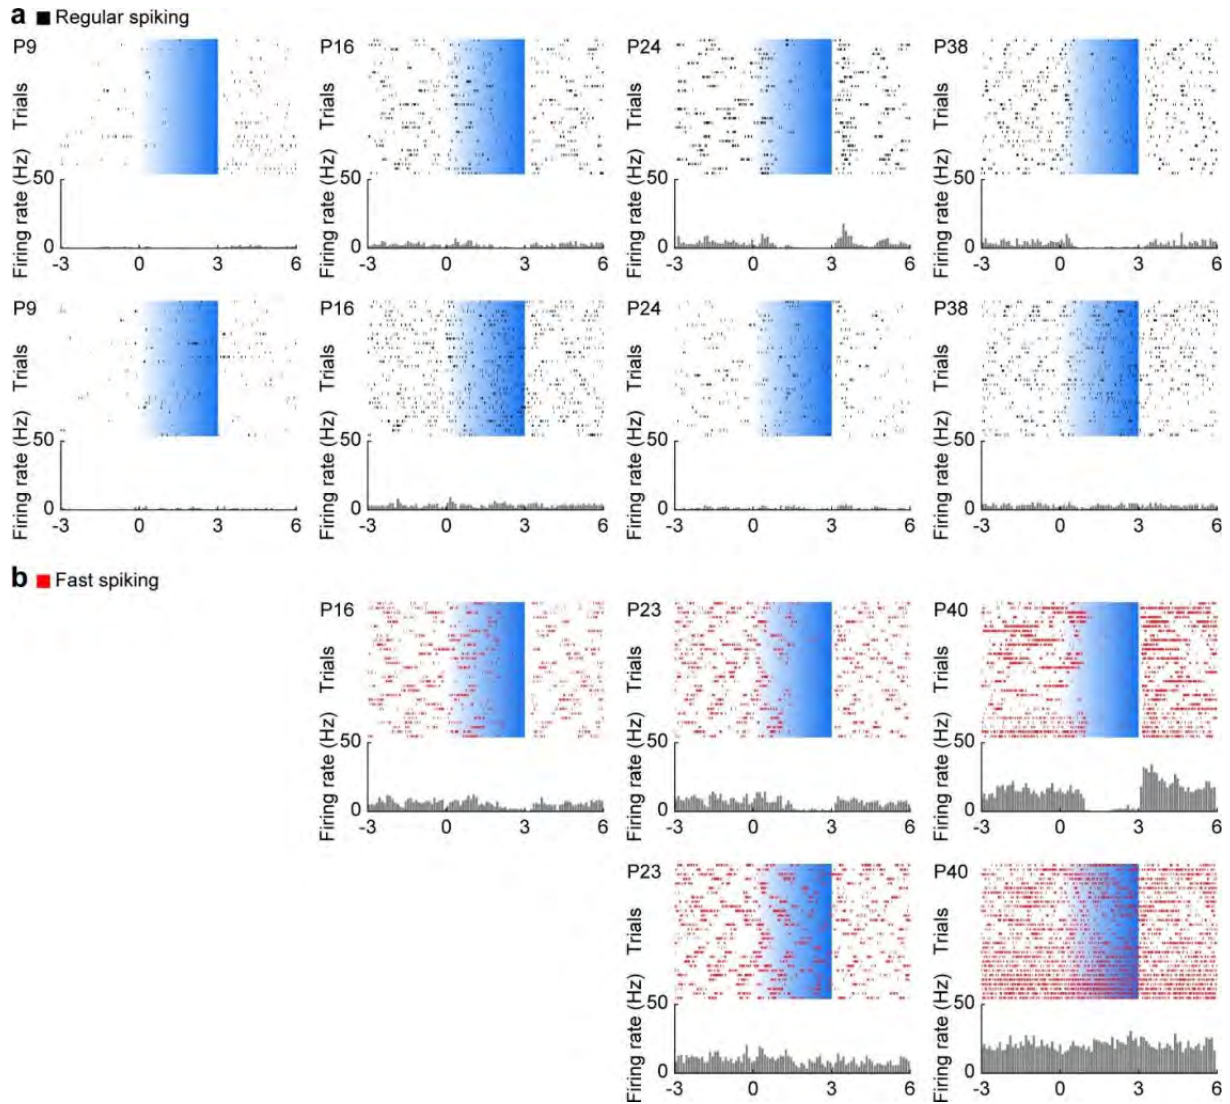 a Regular spiking
P9 P16 P24 P38
Trials Trials Trials Trials
Firing rate (Hz) Firing rate (Hz) Firing rate (Hz) Firing rate (Hz)
50 50 50 50
0 0 0 0
-3 0 3 6 -3 0 3 6 -3 0 3 6 -3 0 3 6
P9 P16 P24 P38
Trials Trials Trials Trials
Firing rate (Hz) Firing rate (Hz) Firing rate (Hz) Firing rate (Hz)
50 50 50 50
0 0 0 0
-3 0 3 6 -3 0 3 6 -3 0 3 6 -3 0 3 6
b Fast spiking
P16 P23 P40
Trials Trials Trials
Firing rate (Hz) Firing rate (Hz) Firing rate (Hz)
50 50 50
0 0 0
-3 0 3 6 -3 0 3 6 -3 0 3 6
P23 P40
Trials Trials
Firing rate (Hz) Firing rate (Hz)
50 50
0 0
-3 0 3 6 -3 0 3 6